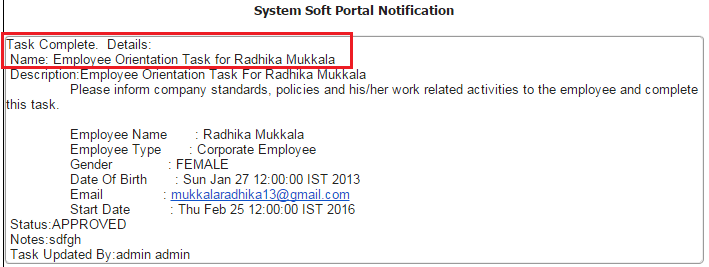 System Soft Portal Notification
Task Complete. Details:
Name: Employee Orientation Task for Radhika Mukkala
Description:Employee Orientation Task For Radhika Mukkala
Please inform company standards, policies and his/her work related activities to the employee and complete
this task.
Employee Name : Radhika Mukkala
Employee Type : Corporate Employee
Gender : FEMALE
Date Of Birth : Sun Jan 27 12:00:00 IST 2013
Email : mukkalaradhika13@gmail.com
Start Date : Thu Feb 25 12:00:00 IST 2016
Status:APPROVED
Notes:sdfgh
Task Updated By:admin admin